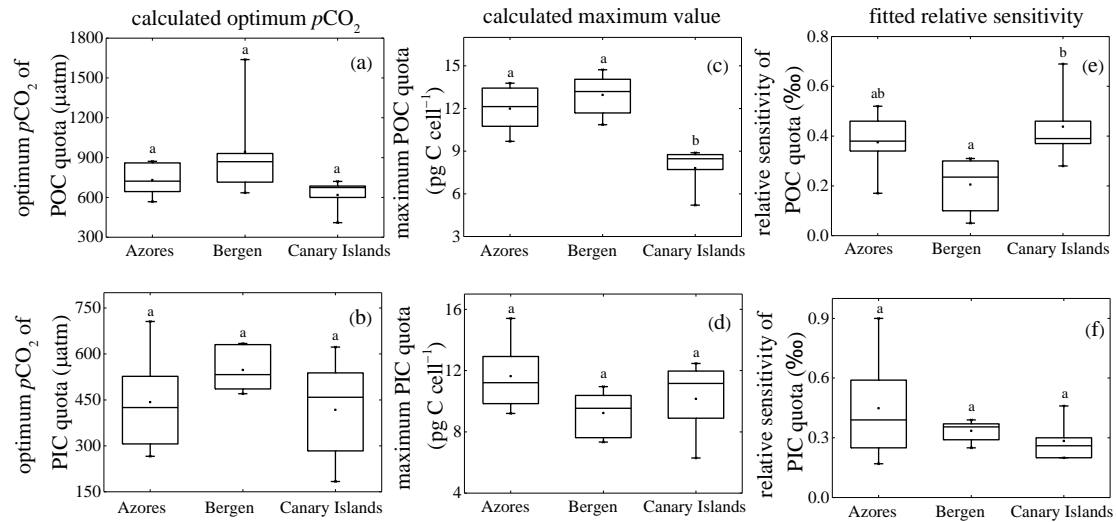 calculated optimum pCO₂
calculated maximum value
fitted relative sensitivity
optimum pCO₂ of
POC quota (µatm)
1800
1500
1200
900
600
300
a
a
a
(a)
Azores
Bergen
Canary Islands
maximum POC quota
(pg C cell⁻¹)
15
12
9
6
3
a
a
b
(c)
Azores
Bergen
Canary Islands
relative sensitivity of
POC quota (‰)
0.8
0.6
0.4
0.2
0.0
ab
a
b
(e)
Azores
Bergen
Canary Islands
optimum pCO₂ of
PIC quota (µatm)
750
600
450
300
150
a
a
a
(b)
Azores
Bergen
Canary Islands
maximum PIC quota
(pg C cell⁻¹)
16
12
8
4
a
a
a
(d)
Azores
Bergen
Canary Islands
relative sensitivity of
PIC quota (‰)
0.9
0.6
0.3
0.0
a
a
a
(f)
Azores
Bergen
Canary Islands